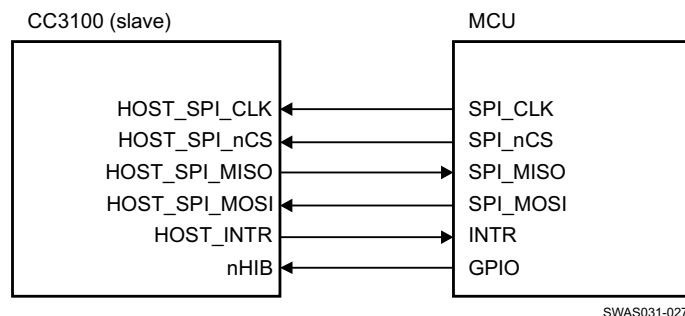 CC3100 (slave)
MCU
HOST_SPI_CLK
SPI_CLK
HOST_SPI_nCS
SPI_nCS
HOST_SPI_MISO
SPI_MISO
HOST_SPI_MOSI
SPI_MOSI
HOST_INTR
INTR
nHIB
GPIO
SWAS031-027